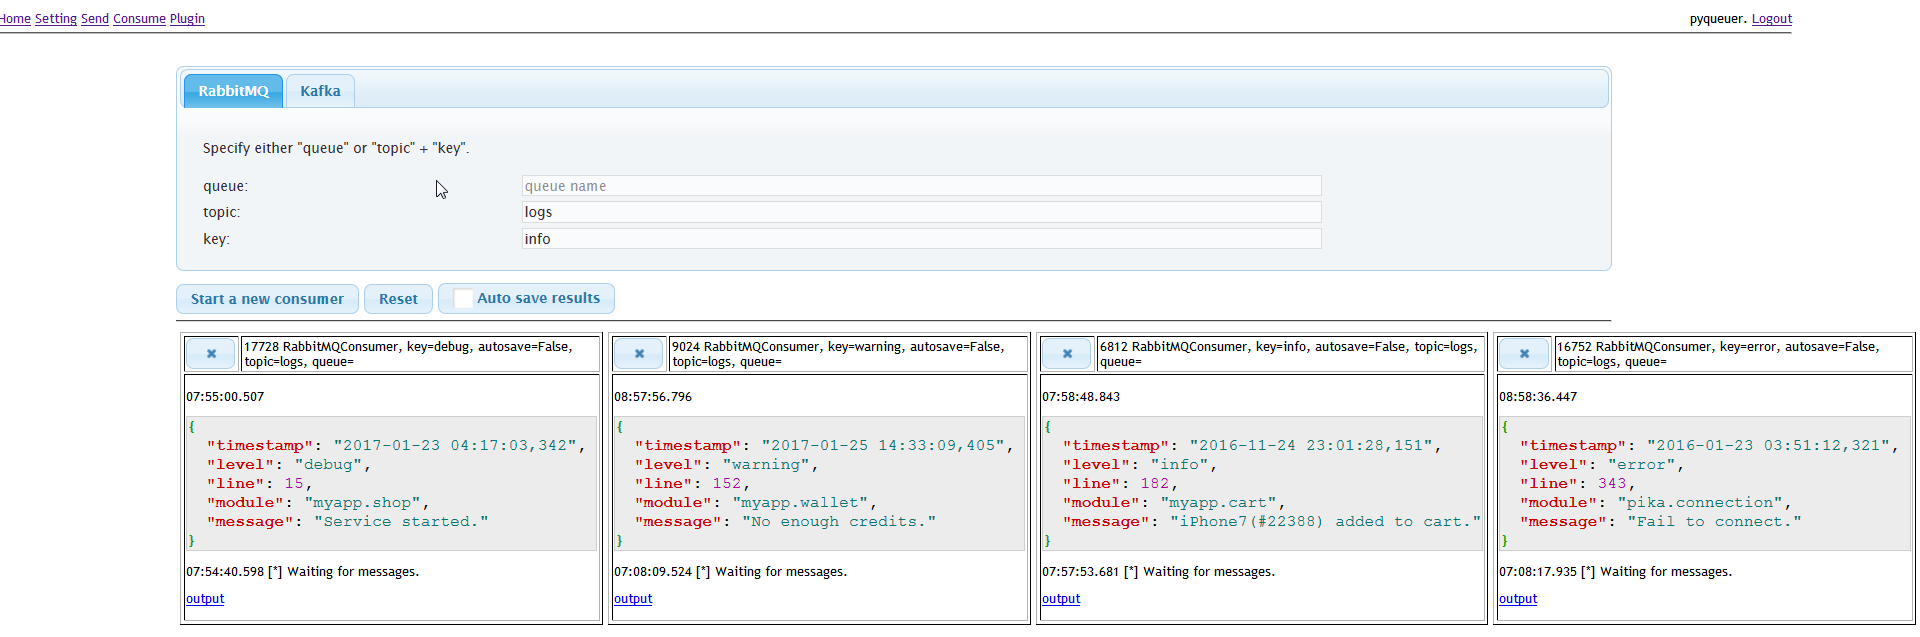 Home Setting Send Consume Plugin
pyqueuer. Logout
RabbitMQ Kafka
Specify either "queue" or "topic" + "key".
queue: queue name
topic: logs
key: info
Start a new consumer Reset Auto save results
17728 RabbitMQConsumer, key=debug, autosave=False,
topic=logs, queue=
07:55:00.507
{
"timestamp": "2017-01-23 04:17:03,342",
"level": "debug",
"line": 15,
"module": "myapp.shop",
"message": "Service started."
}
07:54:40.598 [*] Waiting for messages.
output
9024 RabbitMQConsumer, key=warning, autosave=False,
topic=logs, queue=
08:57:56.796
{
"timestamp": "2017-01-25 14:33:09,405",
"level": "warning",
"line": 152,
"module": "myapp.wallet",
"message": "No enough credits."
}
07:08:09.524 [*] Waiting for messages.
output
6812 RabbitMQConsumer, key=info, autosave=False, topic=logs,
queue=
07:58:48.843
{
"timestamp": "2016-11-24 23:01:28,151",
"level": "info",
"line": 182,
"module": "myapp.cart",
"message": "iPhone7(#22388) added to cart."
}
07:57:53.681 [*] Waiting for messages.
output
16752 RabbitMQConsumer, key=error, autosave=False,
topic=logs, queue=
08:58:36.447
{
"timestamp": "2016-01-23 03:51:12,321",
"level": "error",
"line": 343,
"module": "pika.connection",
"message": "Fail to connect."
}
07:08:17.935 [*] Waiting for messages.
output